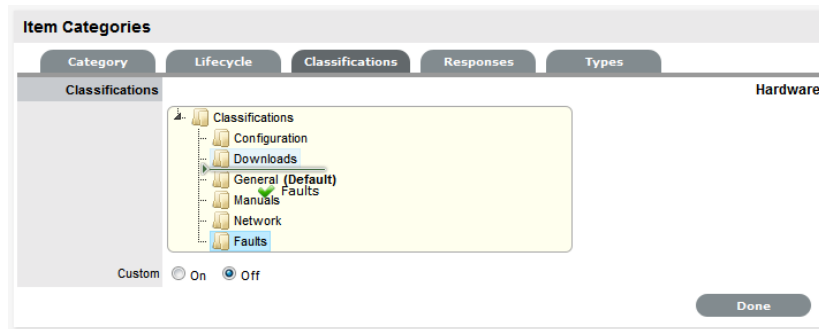 Item Categories
Category Lifecycle Classifications Responses Types
Classifications Hardware
Classifications
Configuration
Downloads
General (Default)
Faults
Manuals
Network
Faults
Custom On Off
Done